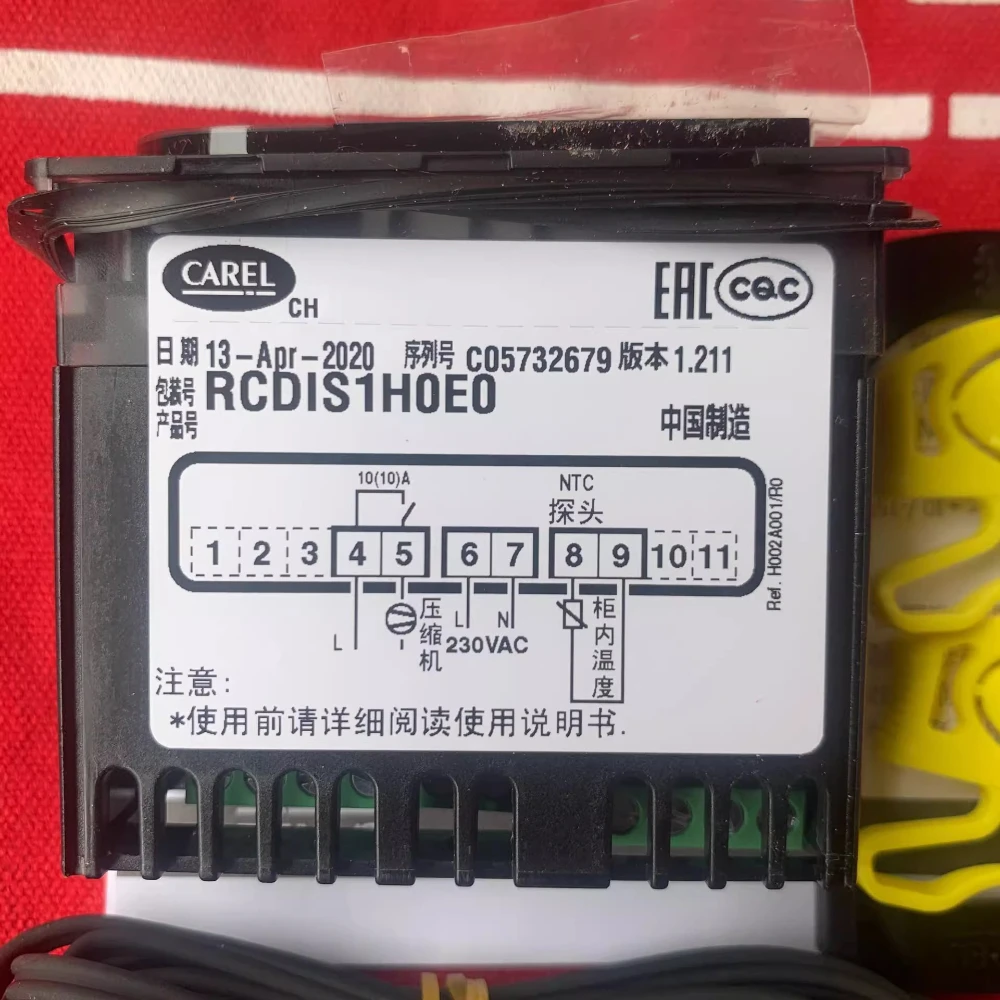 CAREL
CH
EAC CQC
日期 13-Apr-2020 序列号 C05732679 版本 1.211
包装号 RCDIS1H0E0
产品号
中国制造
10(10)A
NTC
探头
1 2 3 4 5 6 7 8 9 10 11
Ref. H002A001/R0
L
压缩机
L N
230VAC
柜内温度
注意:
*使用前请详细阅读使用说明书.